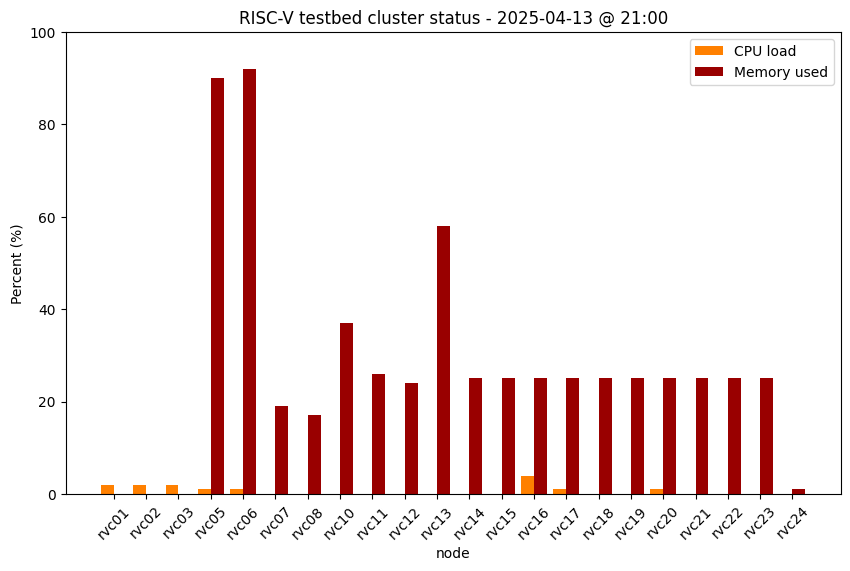 RISC-V testbed cluster status - 2025-04-13 @ 21:00
CPU load
Memory used
Percent (%)
100
80
60
40
20
0
rvc01
rvc02
rvc03
rvc05
rvc06
rvc07
rvc08
rvc10
rvc11
rvc12
rvc13
rvc14
rvc15
rvc16
rvc17
rvc18
rvc19
rvc20
rvc21
rvc22
rvc23
rvc24
node